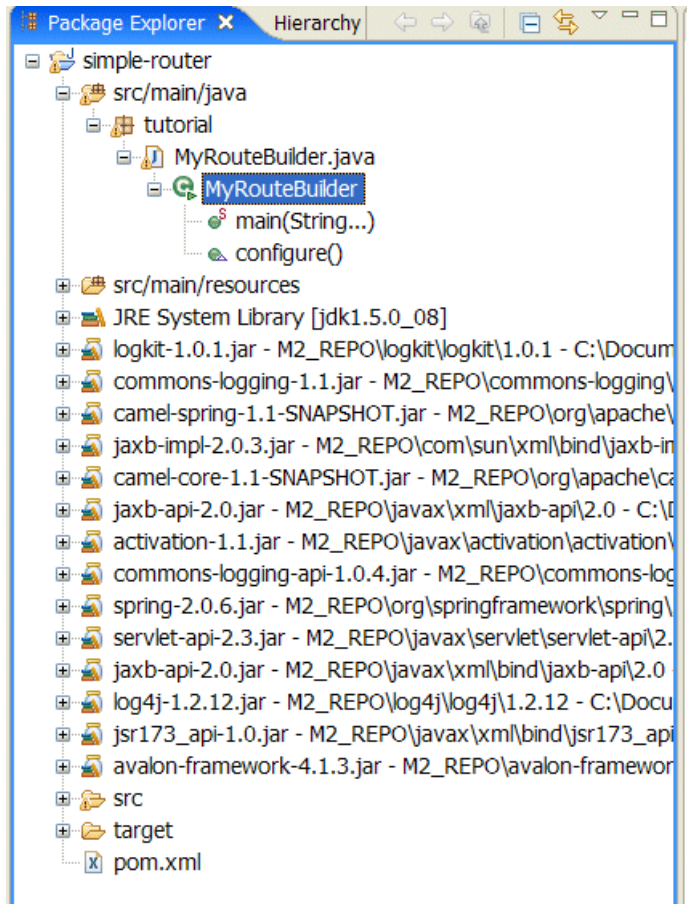 Package Explorer Hierarchy
simple-router
src/main/java
tutorial
MyRouteBuilder.java
MyRouteBuilder
main(String...)
configure()
src/main/resources
JRE System Library [jdk1.5.0_08]
logkit-1.0.1.jar - M2_REPO\logkit\logkit\1.0.1 - C:\Docum
commons-logging-1.1.jar - M2_REPO\commons-logging\
camel-spring-1.1-SNAPSHOT.jar - M2_REPO\org\apache\
jaxb-impl-2.0.3.jar - M2_REPO\com\sun\xml\bind\jaxb-im
camel-core-1.1-SNAPSHOT.jar - M2_REPO\org\apache\ca
jaxb-api-2.0.jar - M2_REPO\javax\xml\jaxb-api\2.0 - C:\D
activation-1.1.jar - M2_REPO\javax\activation\activation\
commons-logging-api-1.0.4.jar - M2_REPO\commons-log
spring-2.0.6.jar - M2_REPO\org\springframework\spring\
servlet-api-2.3.jar - M2_REPO\javax\servlet\servlet-api\2.
jaxb-api-2.0.jar - M2_REPO\javax\xml\bind\jaxb-api\2.0 -
log4j-1.2.12.jar - M2_REPO\log4j\log4j\1.2.12 - C:\Docu
jsr173_api-1.0.jar - M2_REPO\javax\xml\bind\jsr173_api
avalon-framework-4.1.3.jar - M2_REPO\avalon-framewor
src
target
pom.xml